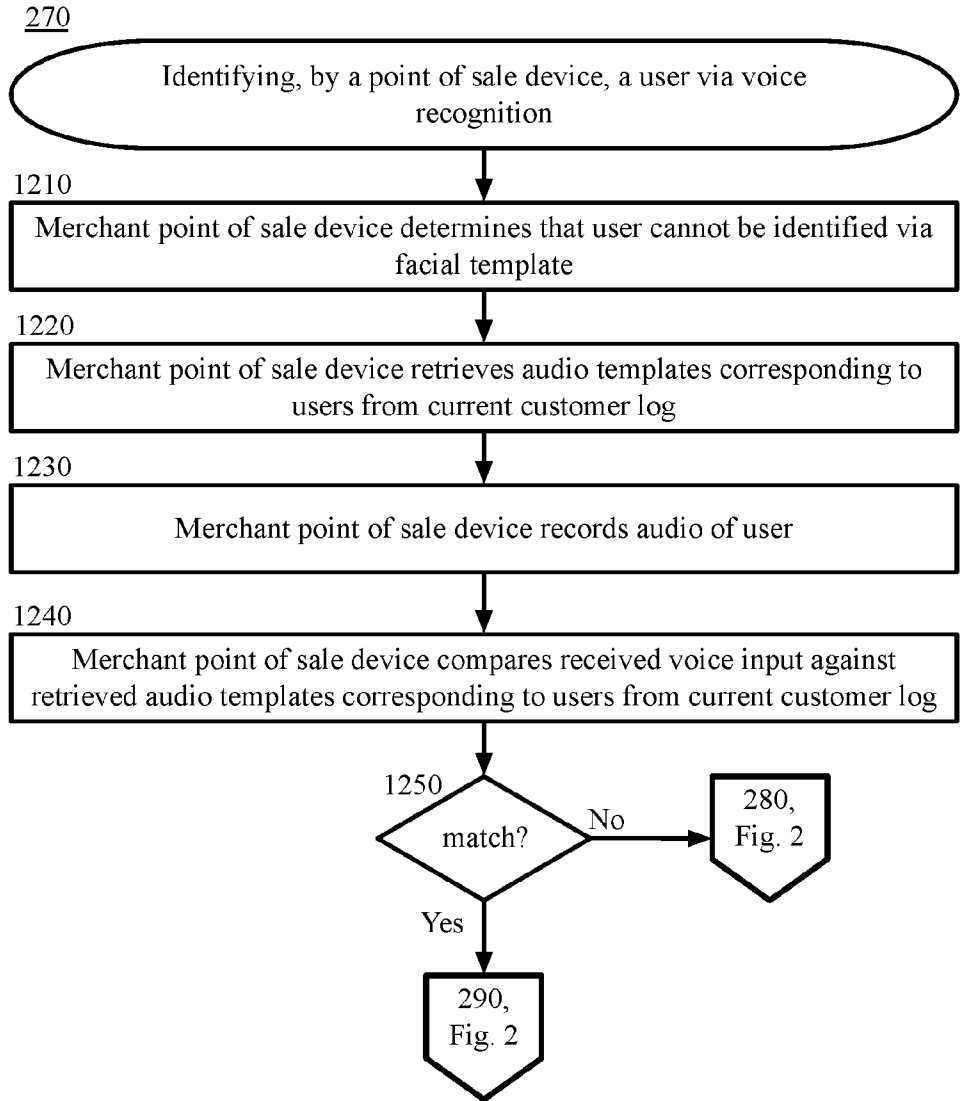 270
Identifying, by a point of sale device, a user via voice
recognition
1210
Merchant point of sale device determines that user cannot be identified via
facial template
1220
Merchant point of sale device retrieves audio templates corresponding to
users from current customer log
1230
Merchant point of sale device records audio of user
1240
Merchant point of sale device compares received voice input against
retrieved audio templates corresponding to users from current customer log
1250
match?
No
280,
Fig. 2
Yes
290,
Fig. 2